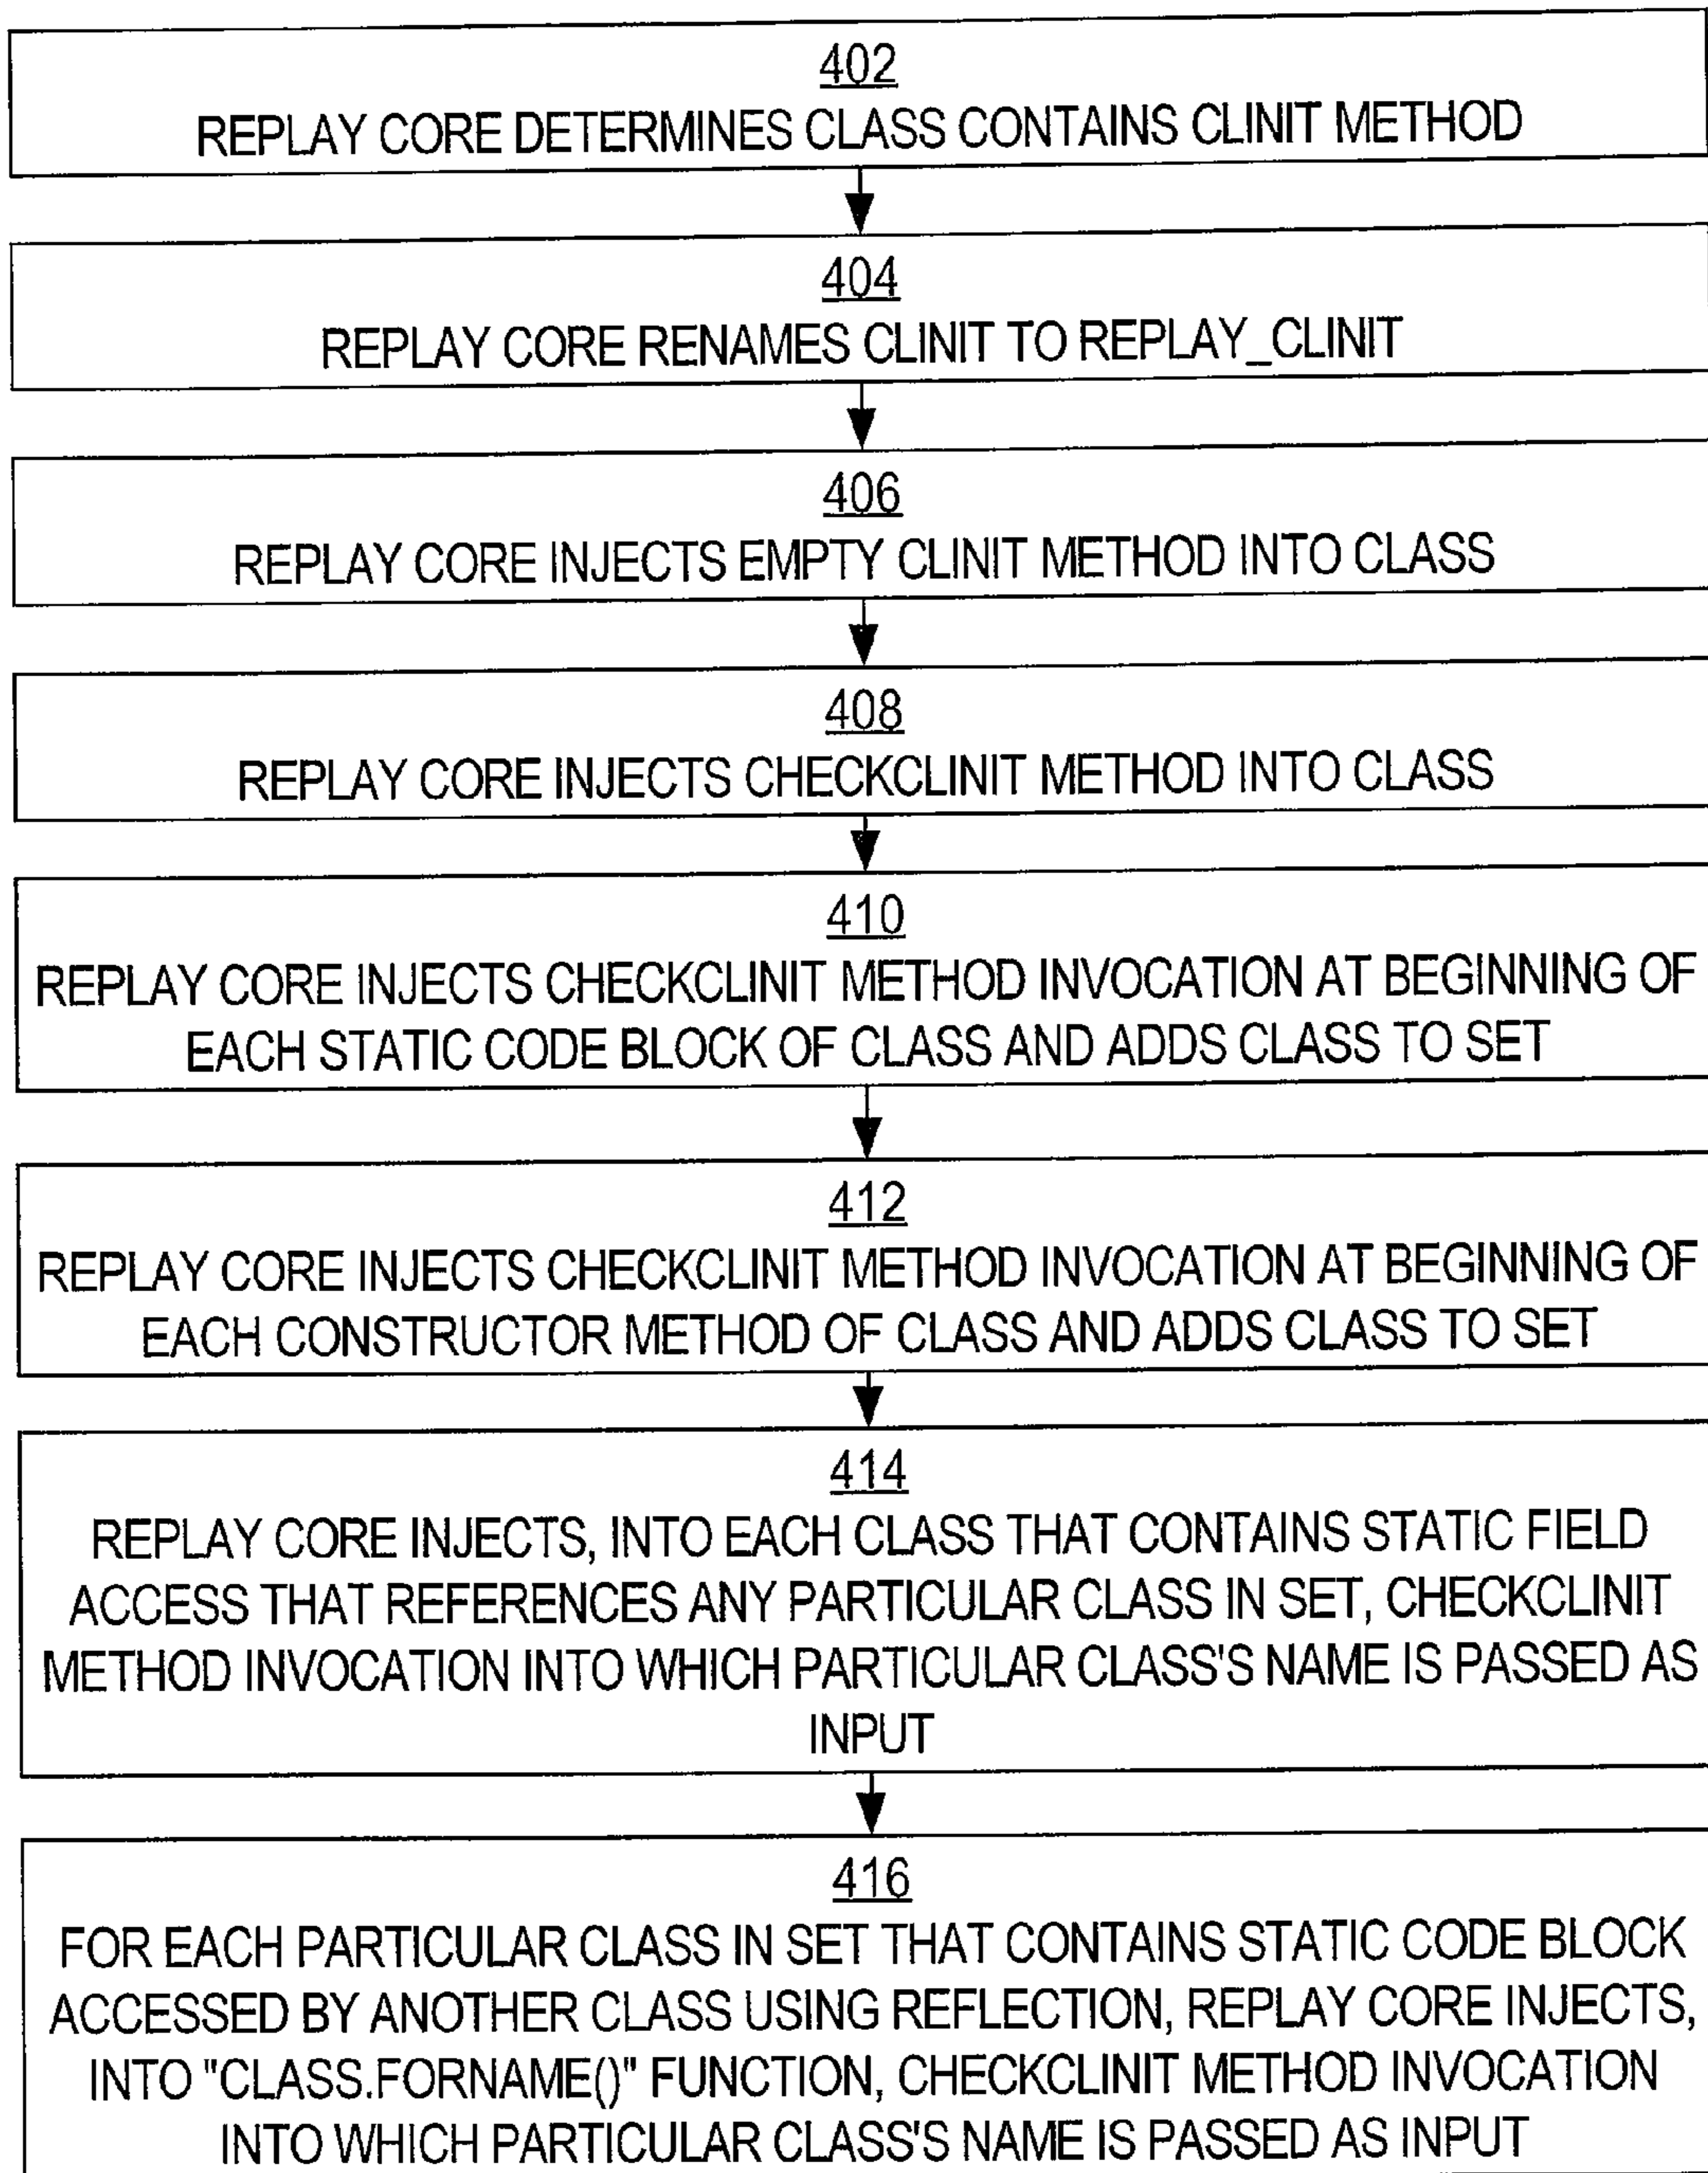 402
REPLAY CORE DETERMINES CLASS CONTAINS CLINIT METHOD
404
REPLAY CORE RENAMES CLINIT TO REPLAY_CLINIT
406
REPLAY CORE INJECTS EMPTY CLINIT METHOD INTO CLASS
408
REPLAY CORE INJECTS CHECKCLINIT METHOD INTO CLASS
410
REPLAY CORE INJECTS CHECKCLINIT METHOD INVOCATION AT BEGINNING OF
EACH STATIC CODE BLOCK OF CLASS AND ADDS CLASS TO SET
412
REPLAY CORE INJECTS CHECKCLINIT METHOD INVOCATION AT BEGINNING OF
EACH CONSTRUCTOR METHOD OF CLASS AND ADDS CLASS TO SET
414
REPLAY CORE INJECTS, INTO EACH CLASS THAT CONTAINS STATIC FIELD
ACCESS THAT REFERENCES ANY PARTICULAR CLASS IN SET, CHECKCLINIT
METHOD INVOCATION INTO WHICH PARTICULAR CLASS'S NAME IS PASSED AS
INPUT
416
FOR EACH PARTICULAR CLASS IN SET THAT CONTAINS STATIC CODE BLOCK
ACCESSED BY ANOTHER CLASS USING REFLECTION, REPLAY CORE INJECTS,
INTO "CLASS.FORNAME()" FUNCTION, CHECKCLINIT METHOD INVOCATION
INTO WHICH PARTICULAR CLASS'S NAME IS PASSED AS INPUT